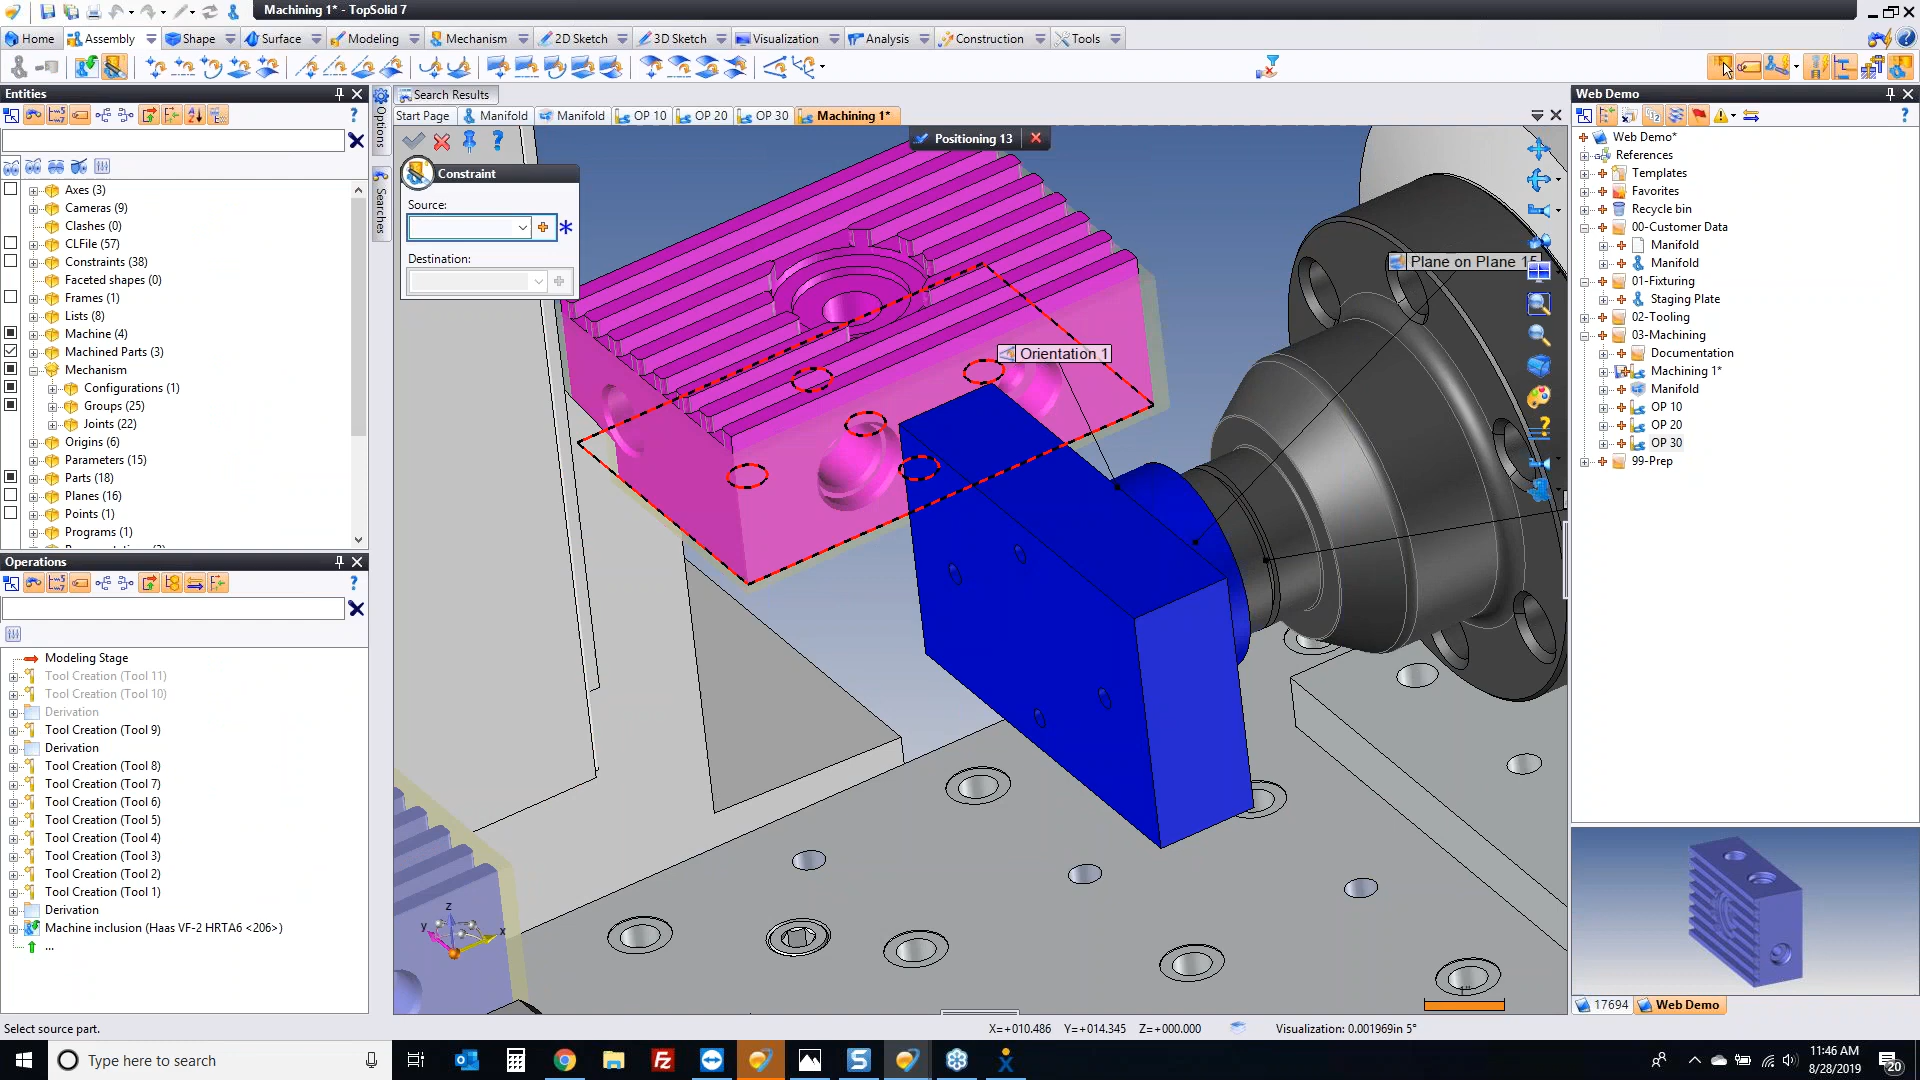 Machining 1* - TopSolid 7
Home
Assembly
Shape
Surface
Modeling
Mechanism
2D Sketch
3D Sketch
Visualization
Analysis
Construction
Tools
Entities
Axes (3)
Cameras (9)
Clashes (0)
CLFile (57)
Constraints (38)
Faceted shapes (0)
Frames (1)
Lists (8)
Machine (4)
Machined Parts (3)
Mechanism
Configurations (1)
Groups (25)
Joints (22)
Origins (6)
Parameters (15)
Parts (18)
Planes (16)
Points (1)
Programs (1)
Operations
Modeling Stage
Tool Creation (Tool 11)
Tool Creation (Tool 10)
Derivation
Tool Creation (Tool 9)
Derivation
Tool Creation (Tool 8)
Tool Creation (Tool 7)
Tool Creation (Tool 6)
Tool Creation (Tool 5)
Tool Creation (Tool 4)
Tool Creation (Tool 3)
Tool Creation (Tool 2)
Tool Creation (Tool 1)
Derivation
Machine inclusion (Haas VF-2 HRTA6 <206>)
...
Options
Searches
Search Results
Start Page
Manifold
Manifold
OP 10
OP 20
OP 30
Machining 1*
Positioning 13
Constraint
Source:
Destination:
Plane on Plane 15
Orientation 1
z
y
x
1"
Web Demo
Web Demo*
References
Templates
Favorites
Recycle bin
00-Customer Data
Manifold
Manifold
01-Fixturing
Staging Plate
02-Tooling
03-Machining
Documentation
Machining 1*
Manifold
OP 10
OP 20
OP 30
99-Prep
17694
Web Demo
Select source part.
X=+010.486 Y=+014.345 Z=+000.000
Visualization: 0.001969in 5°
Type here to search
11:46 AM
8/28/2019
20